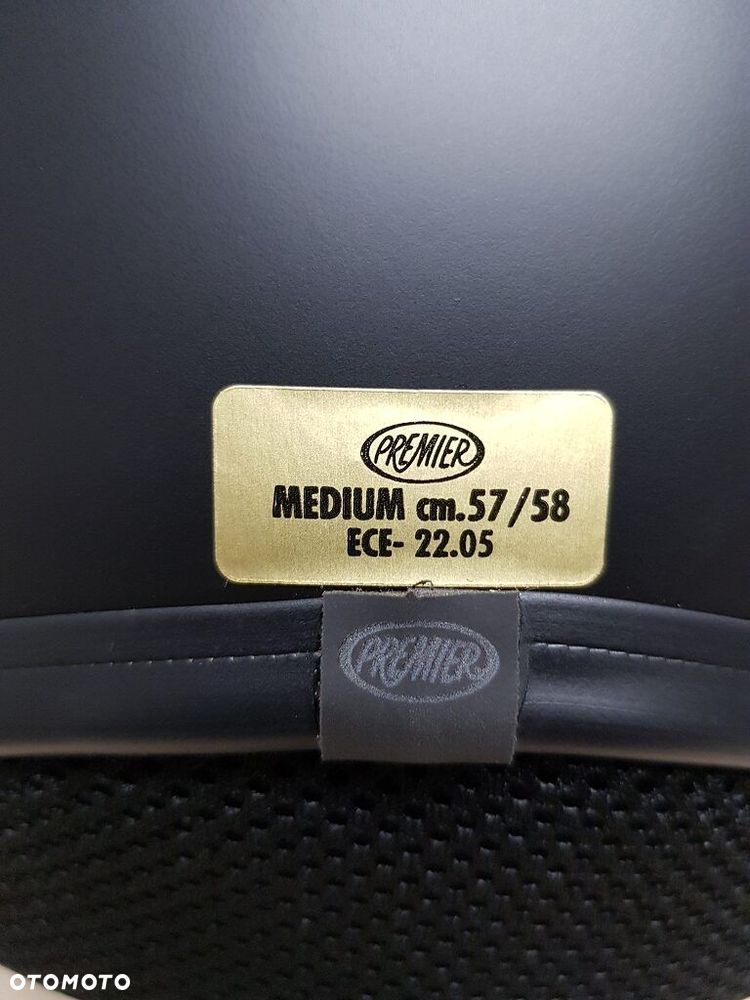 PREMIER
MEDIUM cm.57/58
ECE- 22.05
PREMIER
OTOMOTO